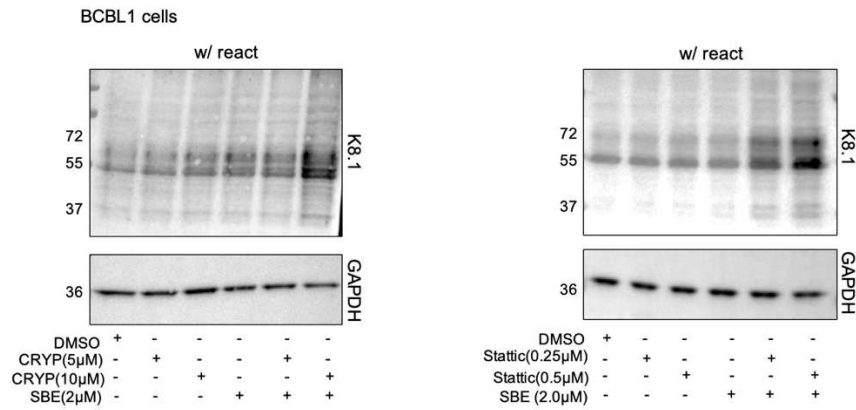 BCBL1 cells
w/ react
72
55
37
K8.1
36
GAPDH
DMSO + - - - - -
CRYP(5µM) - + - - + -
CRYP(10µM) - - + - - +
SBE(2µM) - - - + + +
w/ react
72
55
37
K8.1
36
GAPDH
DMSO + - - - - -
Stattic(0.25µM) - + - - + -
Stattic(0.5µM) - - + - - +
SBE (2.0µM) - - - + + +